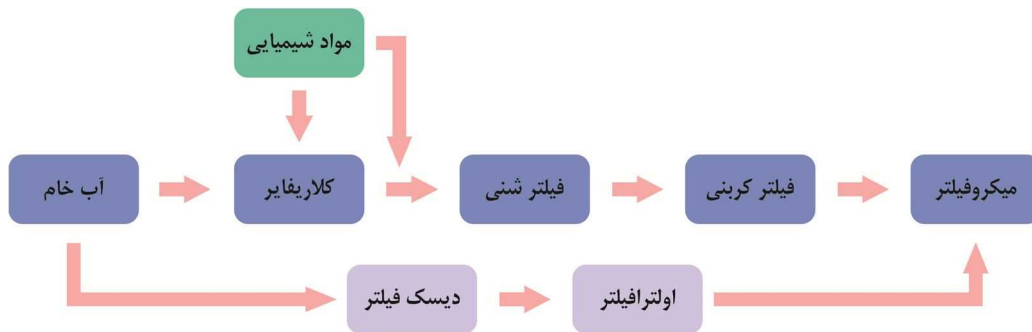 مواد شیمیایی
آب خام
کلاریفایر
فیلتر شنی
فیلتر کربنی
میکروفیلتر
دیسک فیلتر
اولترافیلتر